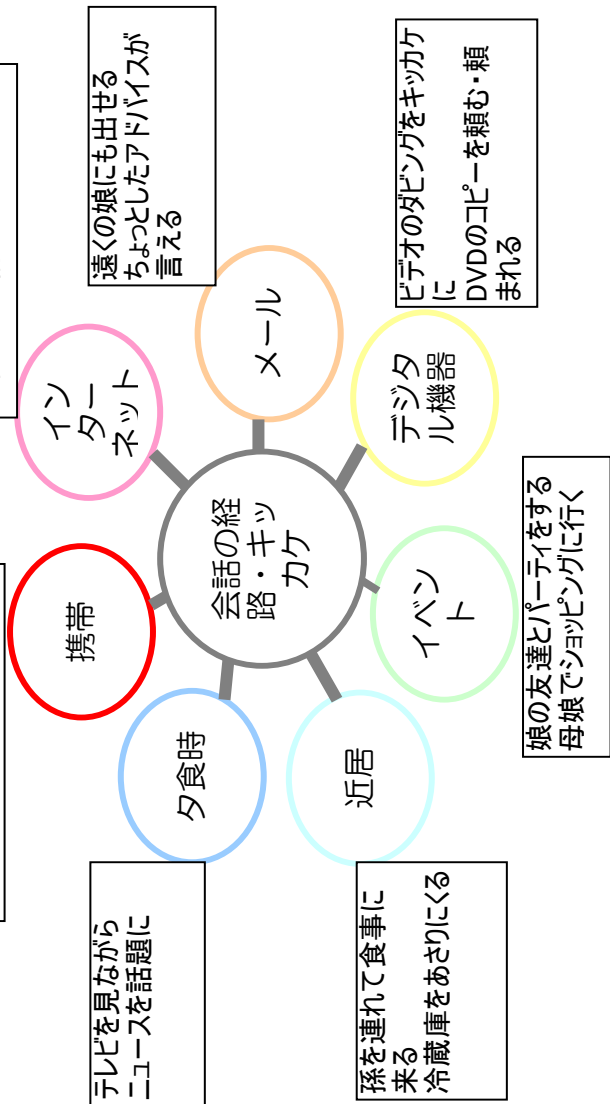 会話の経
路・キッ
カケ
携帯
イン
ター
ネット
メール
遠くの娘にも出せる
ちょっとしたアドバイスが
言える
デジタ
ル機器
ビデオのダビングをキッカケ
に
DVDのコピーを頼む・頼
まれる
イベン
ト
娘の友達とパーティをする
母娘でショッピングに行く
近居
孫を連れて食事に
来る
冷蔵庫をあさりにくる
夕食時
テレビを見ながら
ニュースを話題に